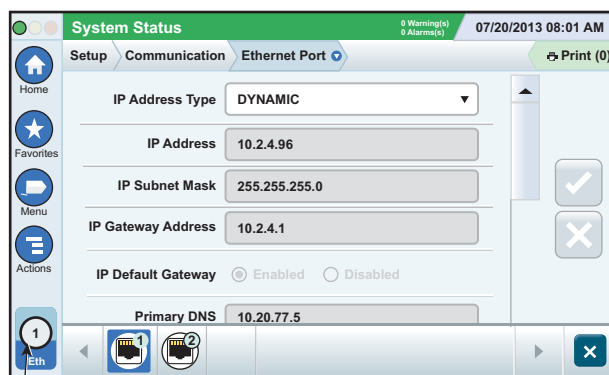 System Status
0 Warning(s)
0 Alarms(s)
07/20/2013 08:01 AM
Setup
Communication
Ethernet Port
Print (0)
Home
Favorites
Menu
Actions
IP Address Type
DYNAMIC
IP Address
10.2.4.96
IP Subnet Mask
255.255.255.0
IP Gateway Address
10.2.4.1
IP Default Gateway
Enabled
Disabled
Primary DNS
10.20.77.5
1
Eth
1
2